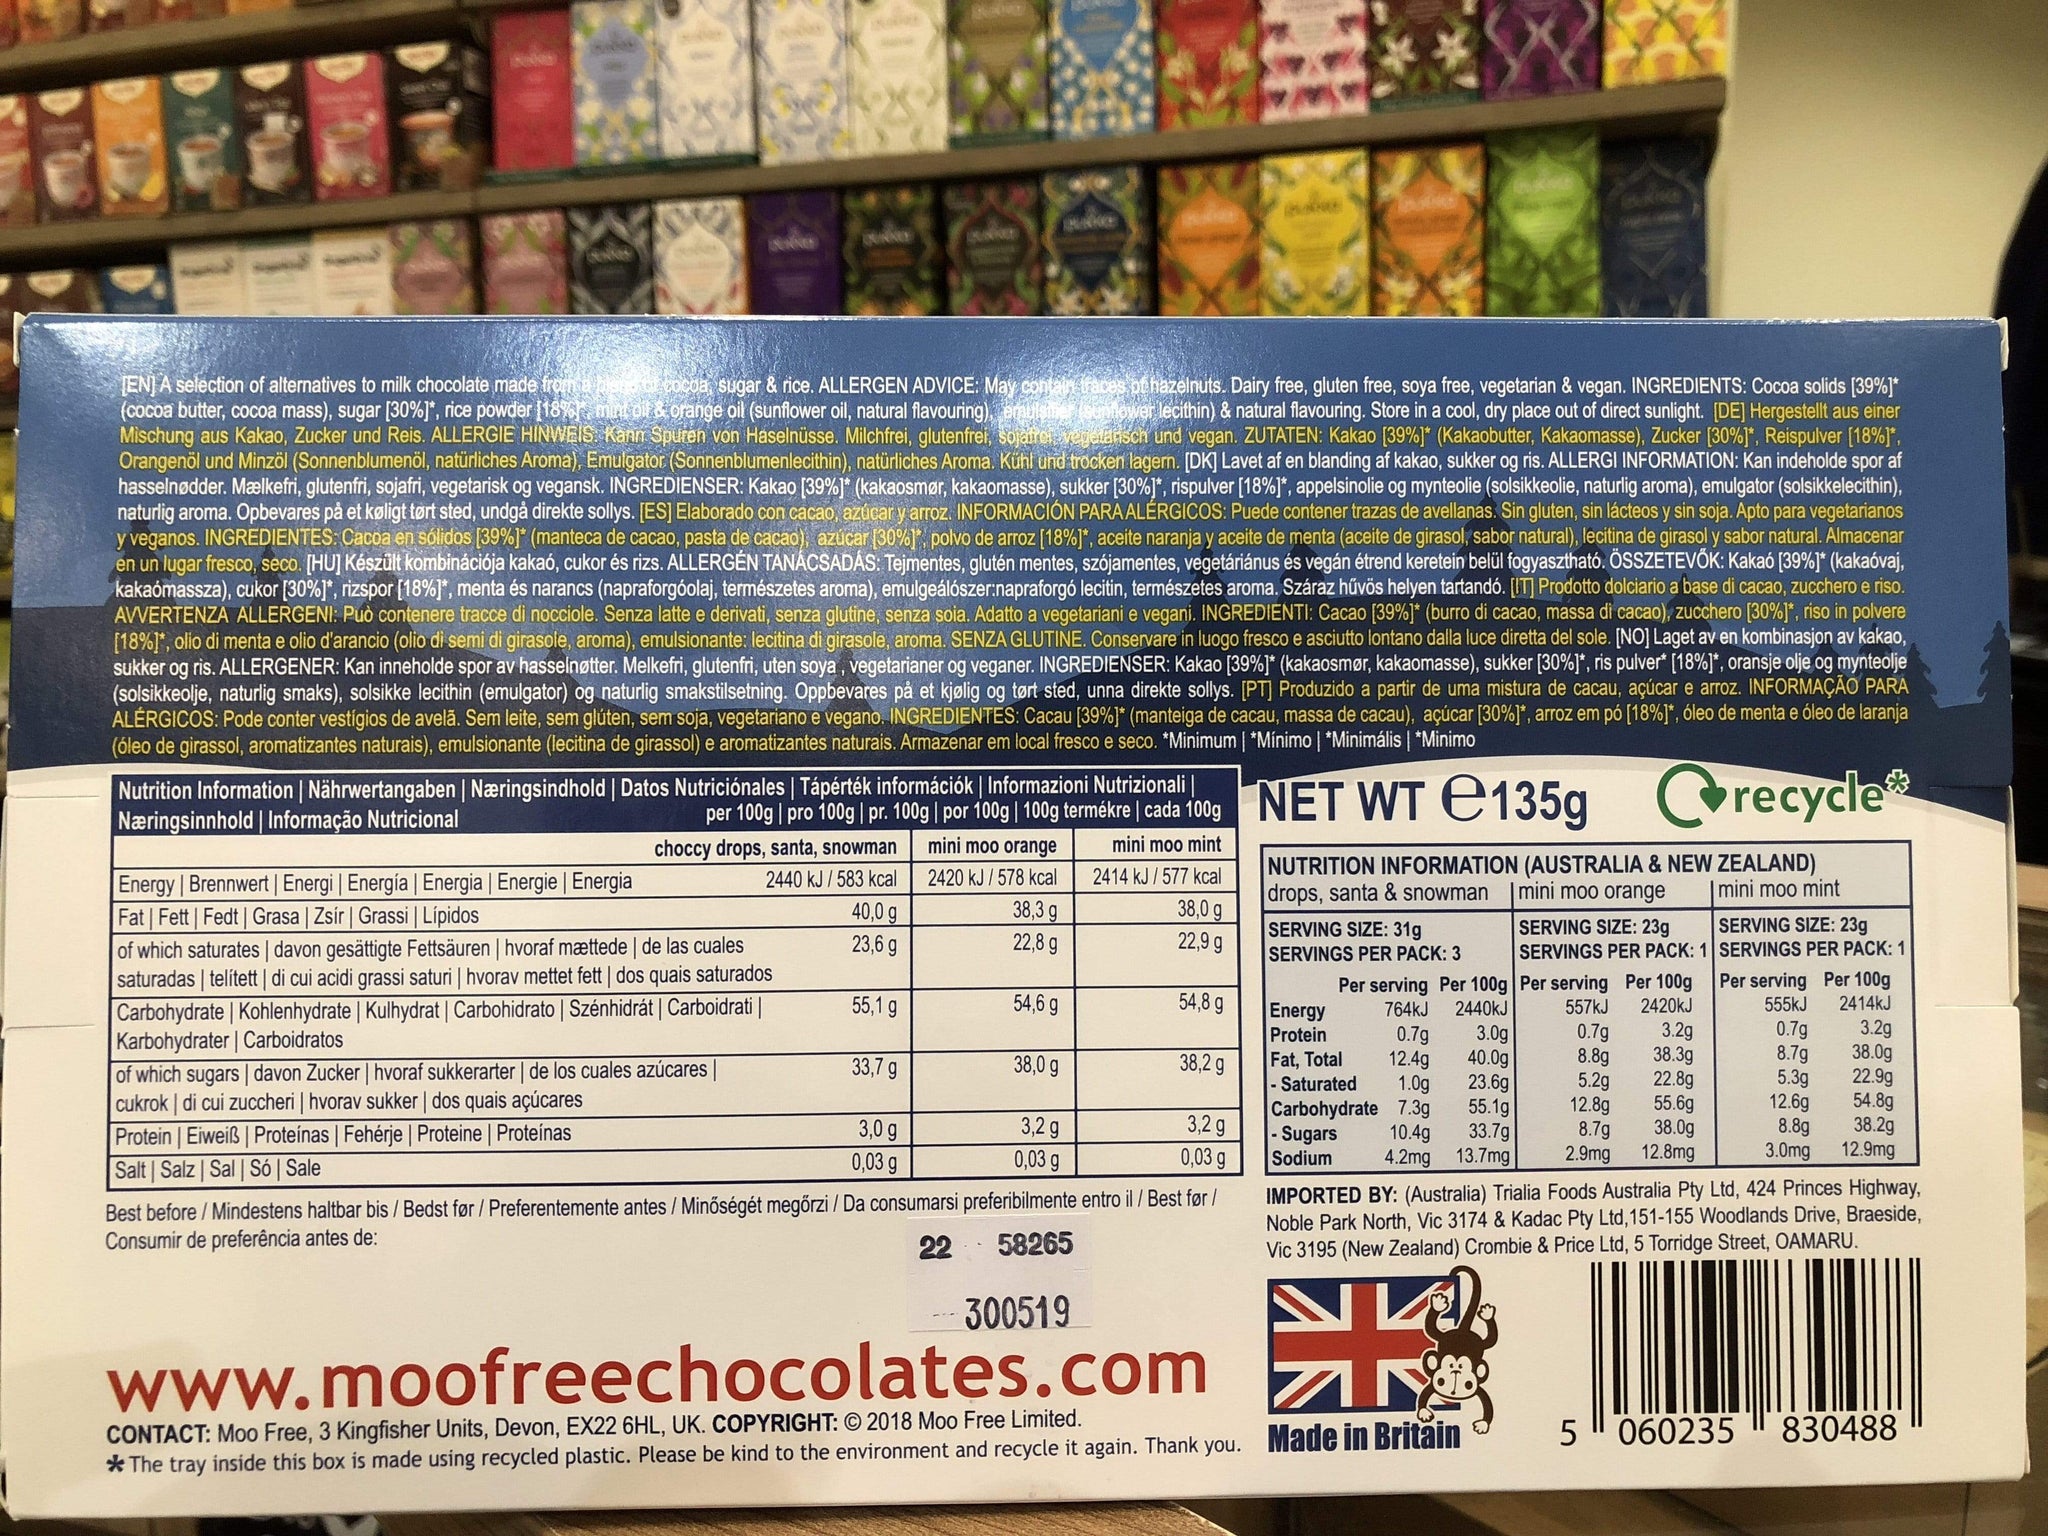 pukka
[EN] A selection of alternatives to milk chocolate made from a blend of cocoa, sugar & rice. ALLERGEN ADVICE: May contain traces of hazelnuts. Dairy free, gluten free, soya free, vegetarian & vegan. INGREDIENTS: Cocoa solids [39%]*
(cocoa butter, cocoa mass), sugar [30%]*, rice powder [18%]*, mint oil & orange oil (sunflower oil, natural flavouring), emulsifier (sunflower lecithin) & natural flavouring. Store in a cool, dry place out of direct sunlight. [DE] Hergestellt aus einer
Mischung aus Kakao, Zucker und Reis. ALLERGIE HINWEIS: Kann Spuren von Haselnüsse. Milchfrei, glutenfrei, sojafrei, vegetarisch und vegan. ZUTATEN: Kakao [39%]* (Kakaobutter, Kakaomasse), Zucker [30%]*, Reispulver [18%]*,
Orangenöl und Minzöl (Sonnenblumenöl, natürliches Aroma), Emulgator (Sonnenblumenlecithin), natürliches Aroma. Kühl und trocken lagern. [DK] Lavet af en blanding af kakao, sukker og ris. ALLERGI INFORMATION: Kan indeholde spor af
hasselnødder. Mælkefri, glutenfri, sojafri, vegetarisk og vegansk. INGREDIENSER: Kakao [39%]* (kakaosmør, kakaomasse), sukker [30%]*, rispulver [18%]*, appelsinolie og mynteolie (solsikkeolie, naturlig aroma), emulgator (solsikkelecithin),
naturlig aroma. Opbevares på et køligt tørt sted, undgå direkte sollys. [ES] Elaborado con cacao, azúcar y arroz. INFORMACIÓN PARA ALÉRGICOS: Puede contener trazas de avellanas. Sin gluten, sin lácteos y sin soja. Apto para vegetarianos
y veganos. INGREDIENTES: Cacoa en sólidos [39%]* (manteca de cacao, pasta de cacao), azúcar [30%]*, polvo de arroz [18%]*, aceite naranja y aceite de menta (aceite de girasol, sabor natural), lecitina de girasol y sabor natural. Almacenar
en un lugar fresco, seco. [HU] Készült kombinációja kakaó, cukor és rizs. ALLERGÉN TANÁCSADÁS: Tejmentes, glutén mentes, szójamentes, vegetáriánus és vegán étrend keretein belül fogyasztható. ÖSSZETEVŐK: Kakaó [39%]* (kakaóvaj,
kakaómassza), cukor [30%]*, rizspor [18%]*, menta és narancs (napraforgóolaj, természetes aroma), emulgeálószer:napraforgó lecitin, természetes aroma. Száraz hűvös helyen tartandó. [IT] Prodotto dolciario a base di cacao, zucchero e riso.
AVVERTENZA ALLERGENI: Può contenere tracce di nocciole. Senza latte e derivati, senza glutine, senza soia. Adatto a vegetariani e vegani. INGREDIENTI: Cacao [39%]* (burro di cacao, massa di cacao), zucchero [30%]*, riso in polvere
[18%]*, olio di menta e olio d'arancio (olio di semi di girasole, aroma), emulsionante: lecitina di girasole, aroma. SENZA GLUTINE. Conservare in luogo fresco e asciutto lontano dalla luce diretta del sole. [NO] Laget av en kombinasjon av kakao,
sukker og ris. ALLERGENER: Kan inneholde spor av hasselnøtter. Melkefri, glutenfri, uten soya , vegetarianer og veganer. INGREDIENSER: Kakao [39%]* (kakaosmør, kakaomasse), sukker [30%]*, ris pulver* [18%]*, oransje olje og mynteolje
(solsikkeolje, naturlig smaks), solsikke lecithin (emulgator) og naturlig smakstilsetning. Oppbevares på et kjølig og tørt sted, unna direkte sollys. [PT] Produzido a partir de uma mistura de cacau, açúcar e arroz. INFORMAÇÃO PARA
ALÉRGICOS: Pode conter vestígios de avelã. Sem leite, sem glúten, sem soja, vegetariano e vegano. INGREDIENTES: Cacau [39%]* (manteiga de cacau, massa de cacau), açúcar [30%]*, arroz em pó [18%]*, óleo de menta e óleo de laranja
(óleo de girassol, aromatizantes naturais), emulsionante (lecitina de girassol) e aromatizantes naturais. Armazenar em local fresco e seco. *Minimum | *Mínimo | *Minimális | *Minimo
Nutrition Information | Nährwertangaben | Næringsindhold | Datos Nutriciónales | Tápérték információk | Informazioni Nutrizionali |
Næringsinnhold | Informação Nutricional per 100g | pro 100g | pr. 100g | por 100g | 100g termékre | cada 100g
choccy drops, santa, snowman mini moo orange mini moo mint
Energy | Brennwert | Energi | Energía | Energia | Energie | Energia 2440 kJ / 583 kcal 2420 kJ / 578 kcal 2414 kJ / 577 kcal
Fat | Fett | Fedt | Grasa | Zsír | Grassi | Lípidos 40,0 g 38,3 g 38,0 g
of which saturates | davon gesättigte Fettsäuren | hvoraf mættede | de las cuales 23,6 g 22,8 g 22,9 g
saturadas | telített | di cui acidi grassi saturi | hvorav mettet fett | dos quais saturados
Carbohydrate | Kohlenhydrate | Kulhydrat | Carbohidrato | Szénhidrát | Carboidrati | 55,1 g 54,6 g 54,8 g
Karbohydrater | Carboidratos
of which sugars | davon Zucker | hvoraf sukkerarter | de los cuales azúcares | 33,7 g 38,0 g 38,2 g
cukrok | di cui zuccheri | hvorav sukker | dos quais açúcares
Protein | Eiweiß | Proteínas | Fehérje | Proteine | Proteínas 3,0 g 3,2 g 3,2 g
Salt | Salz | Sal | Só | Sale 0,03 g 0,03 g 0,03 g
Best before / Mindestens haltbar bis / Bedst før / Preferentemente antes / Minőségét megőrzi / Da consumarsi preferibilmente entro il / Best før /
Consumir de preferência antes de:
22 58265
300519
www.moofreechocolates.com
CONTACT: Moo Free, 3 Kingfisher Units, Devon, EX22 6HL, UK. COPYRIGHT: © 2018 Moo Free Limited.
* The tray inside this box is made using recycled plastic. Please be kind to the environment and recycle it again. Thank you.
NET WT e135g
recycle*
NUTRITION INFORMATION (AUSTRALIA & NEW ZEALAND)
drops, santa & snowman mini moo orange mini moo mint
SERVING SIZE: 31g SERVING SIZE: 23g SERVING SIZE: 23g
SERVINGS PER PACK: 3 SERVINGS PER PACK: 1 SERVINGS PER PACK: 1
Per serving Per 100g Per serving Per 100g Per serving Per 100g
Energy 764kJ 2440kJ 557kJ 2420kJ 555kJ 2414kJ
Protein 0.7g 3.0g 0.7g 3.2g 0.7g 3.2g
Fat, Total 12.4g 40.0g 8.8g 38.3g 8.7g 38.0g
- Saturated 1.0g 23.6g 5.2g 22.8g 5.3g 22.9g
Carbohydrate 7.3g 55.1g 12.8g 55.6g 12.6g 54.8g
- Sugars 10.4g 33.7g 8.7g 38.0g 8.8g 38.2g
Sodium 4.2mg 13.7mg 2.9mg 12.8mg 3.0mg 12.9mg
IMPORTED BY: (Australia) Trialia Foods Australia Pty Ltd, 424 Princes Highway,
Noble Park North, Vic 3174 & Kadac Pty Ltd,151-155 Woodlands Drive, Braeside,
Vic 3195 (New Zealand) Crombie & Price Ltd, 5 Torridge Street, OAMARU.
Made in Britain
5 060235 830488